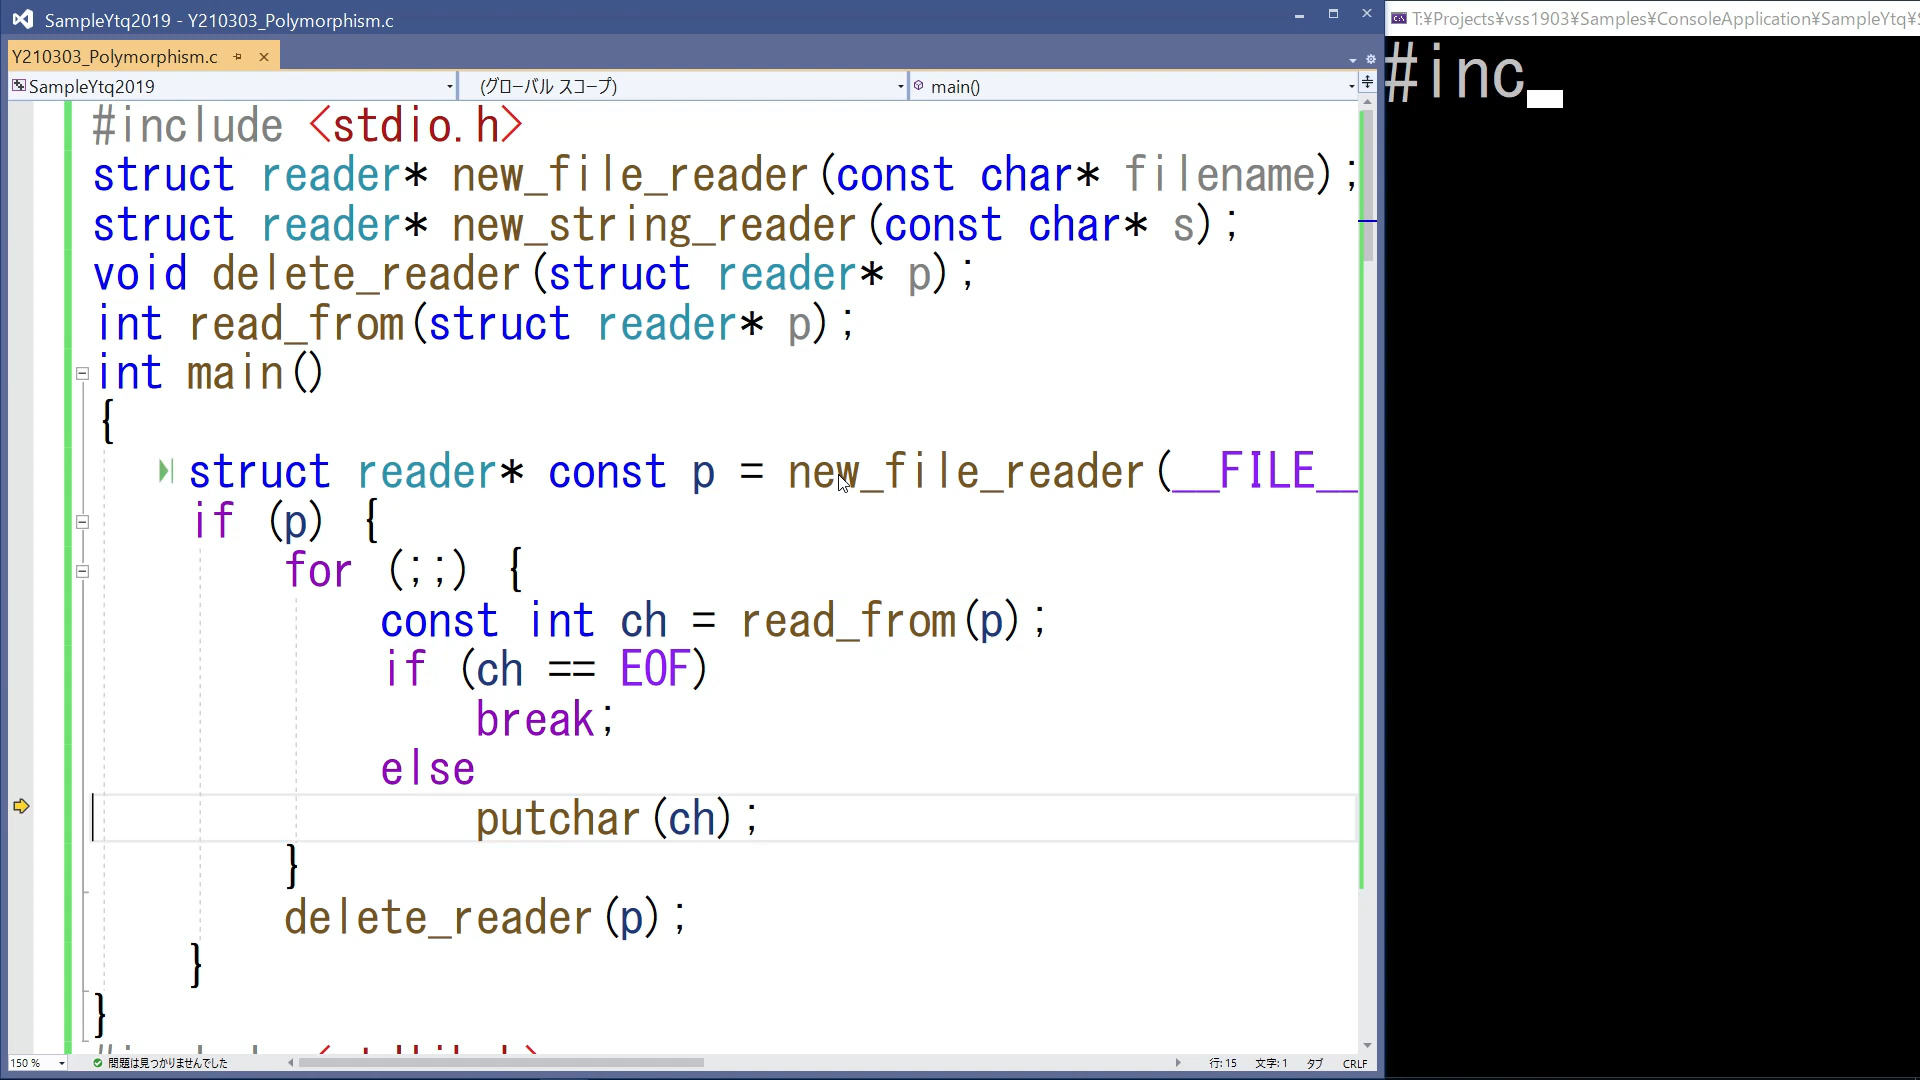 SampleYtq2019 - Y210303_Polymorphism.c
Y210303_Polymorphism.c
SampleYtq2019
(グローバル スコープ)
main()
#include <stdio.h>
struct reader* new_file_reader(const char* filename);
struct reader* new_string_reader(const char* s);
void delete_reader(struct reader* p);
int read_from(struct reader* p);
int main()
{
struct reader* const p = new_file_reader(__FILE__
if (p) {
for (;;) {
const int ch = read_from(p);
if (ch == EOF)
break;
else
putchar(ch);
}
delete_reader(p);
}
}
150 %
問題は見つかりませんでした
行: 15
文字: 1
タブ
CRLF
T:¥Projects¥vss1903¥Samples¥ConsoleApplication¥SampleYtq¥
#inc